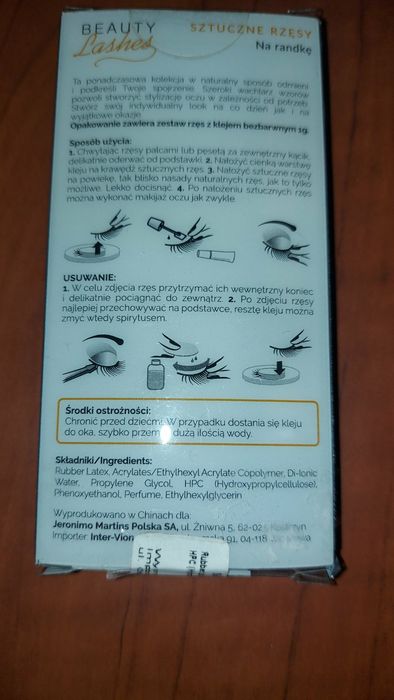 BEAUTY
Lashes
SZTUCZNE RZĘSY
Na randkę
Ta ponadczasowa kolekcja w naturalny sposób odmieni
i podkreśli Twoje spojrzenie. Szeroki wachlarz wzorów
pozwoli stworzyć stylizacje oczu w zależności od potrzeb.
Stwórz swój indywidualny look na co dzień jak i na
wyjątkowe okazje.
Opakowanie zawiera zestaw rzęs z klejem bezbarwnym 1g.
Sposób użycia:
1. Chwytając rzęsy palcami lub pesetą za zewnętrzny kącik,
delikatnie oderwać od podstawki. 2. Nałożyć cienką warstwę
kleju na krawędź sztucznych rzęs. 3. Nałożyć sztuczne rzęsy
na powiekę, tak blisko nasady naturalnych rzęs, jak to tylko
możliwe. Lekko docisnąć. 4. Po nałożeniu sztucznych rzęs
można wykonać makijaż oczu jak zwykle.
USUWANIE:
1. W celu zdjęcia rzęs przytrzymać ich wewnętrzny koniec
i delikatnie pociągnąć do zewnątrz. 2. Po zdjęciu rzęsy
najlepiej przechowywać na podstawce, resztę kleju można
zmyć wtedy spirytusem.
Środki ostrożności:
Chronić przed dziećmi. W przypadku dostania się kleju
do oka, szybko przem dużą ilością wody.
Składniki/Ingredients:
Rubber Latex, Acrylates/Ethylhexyl Acrylate Copolymer, Di-Ionic
Water, Propylene Glycol, HPC (Hydroxypropylcellulose),
Phenoxyethanol, Perfume, Ethylhexylglycerin
Wyprodukowano w Chinach dla:
Jeronimo Martins Polska SA, ul. Żniwna 5, 62-02
Importer: Inter-Vion 91, 04-118
Rubbe
HPC (